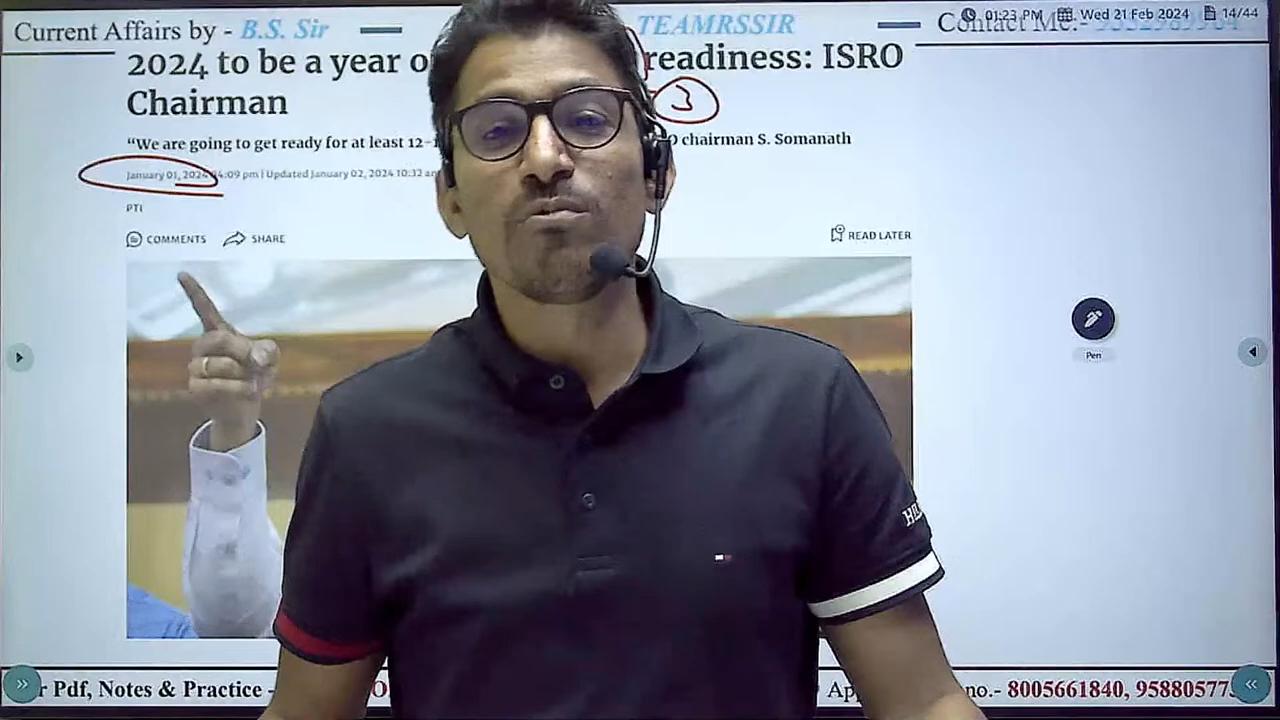 Current Affairs by - B.S. Sir
TEAMRSSIR
Contact Me:-
01:23 PM Wed 21 Feb 2024 14/44
2024 to be a year readiness: ISRO
Chairman
3
“We are going to get ready for at least chairman S. Somanath
January 01, 2024 04:09 pm | Updated January 02, 2024 10:32
PTI
COMMENTS SHARE READ LATER
Pen
Pdf, Notes & Practice - no.- 8005661840,